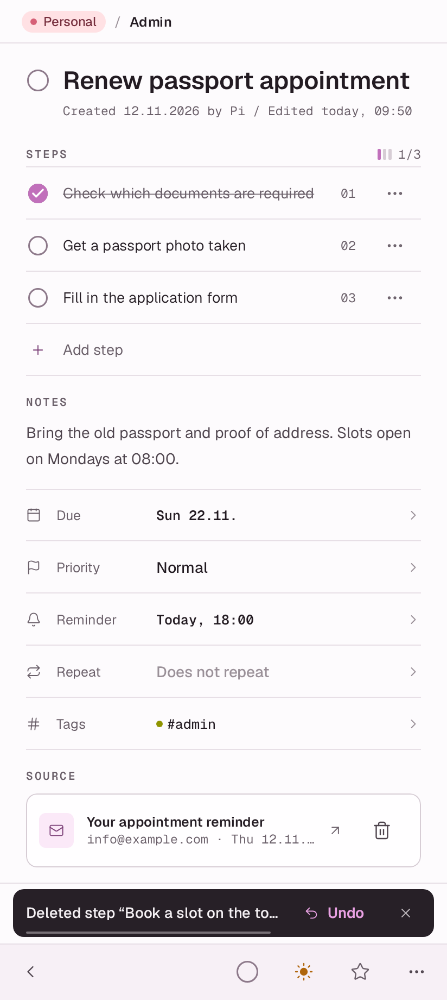 Personal / Admin
Renew passport appointment
Created 12.11.2026 by Pi / Edited today, 09:50
STEPS 1/3
Check which documents are required 01
Get a passport photo taken 02
Fill in the application form 03
Add step
NOTES
Bring the old passport and proof of address. Slots open
on Mondays at 08:00.
Due Sun 22.11.
Priority Normal
Reminder Today, 18:00
Repeat Does not repeat
Tags #admin
SOURCE
Your appointment reminder
info@example.com · Thu 12.11.…
Deleted step “Book a slot on the to… Undo